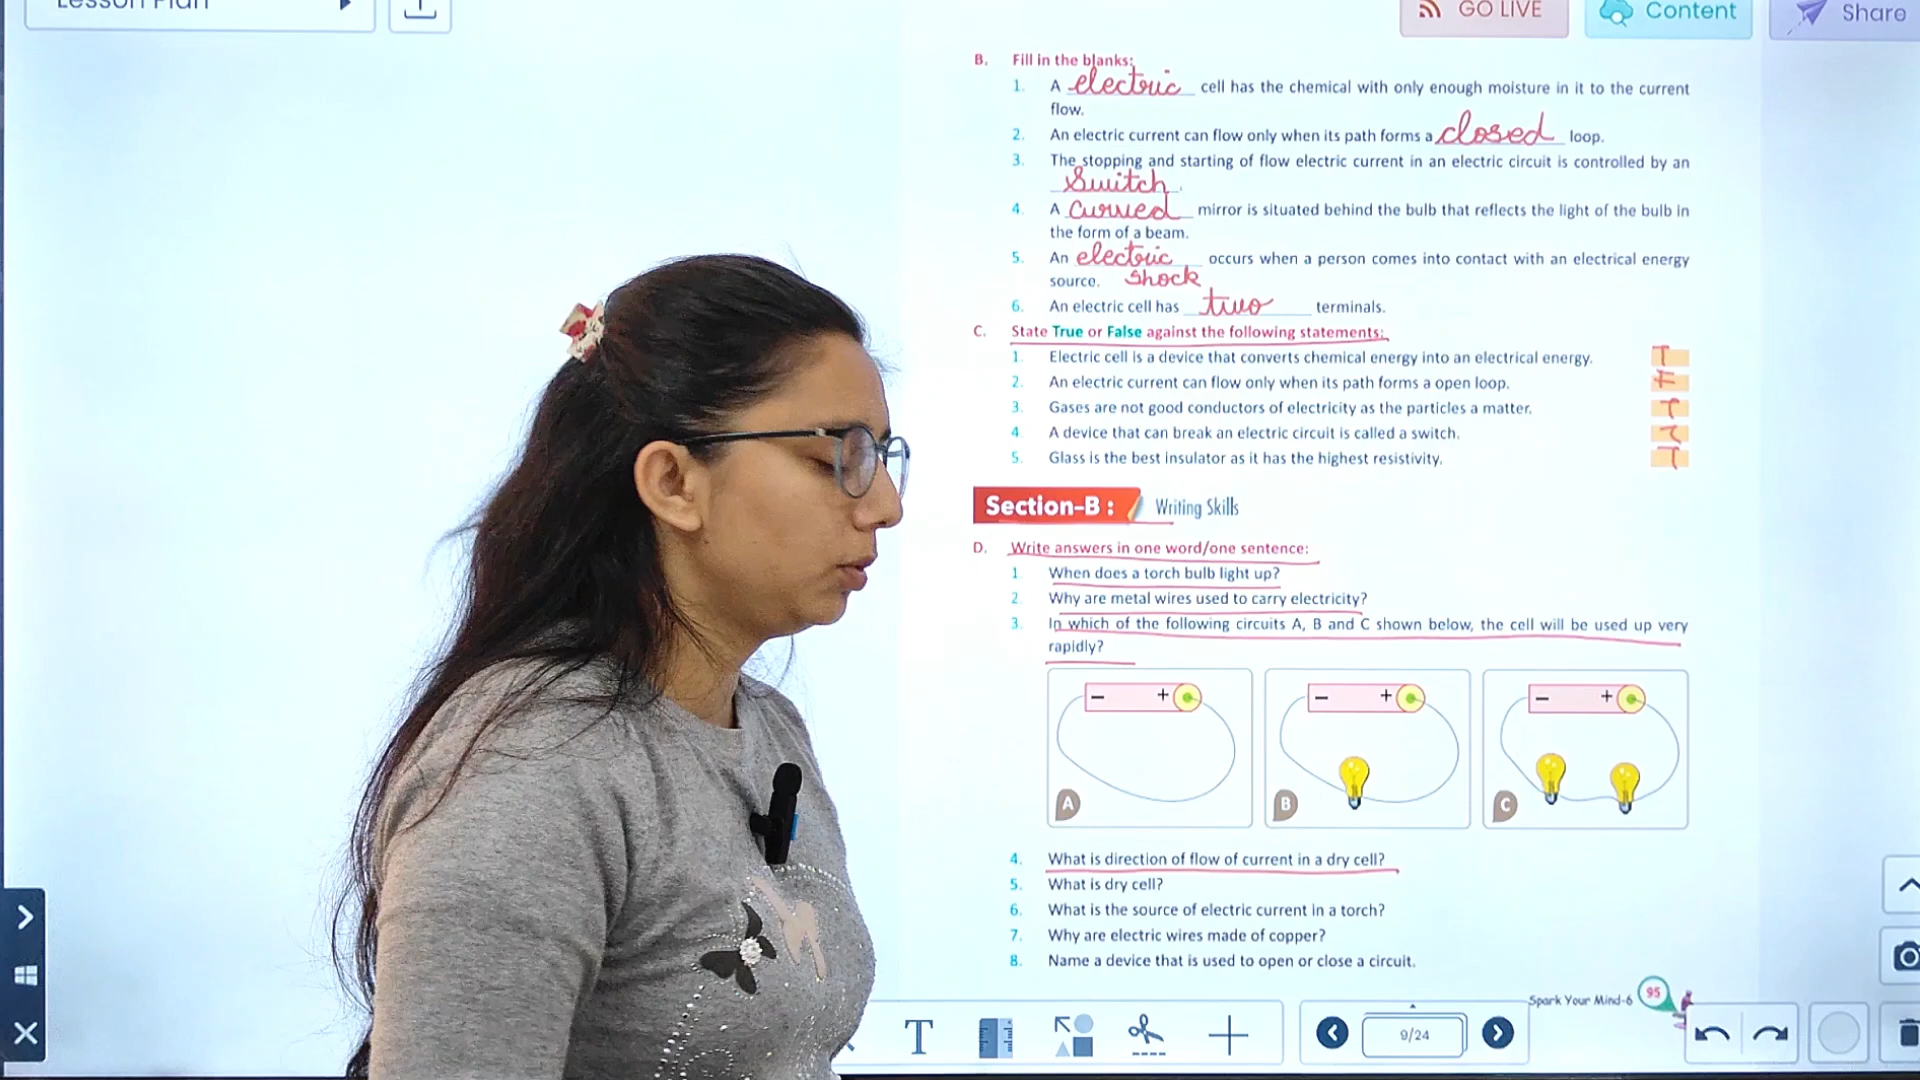 Lesson Plan
GO LIVE
Content
Share
B. Fill in the blanks:
1. A electric cell has the chemical with only enough moisture in it to the current
flow.
2. An electric current can flow only when its path forms a closed loop.
3. The stopping and starting of flow electric current in an electric circuit is controlled by an
Switch.
4. A curved mirror is situated behind the bulb that reflects the light of the bulb in
the form of a beam.
5. An electric occurs when a person comes into contact with an electrical energy
source. Shock
6. An electric cell has two terminals.
C. State True or False against the following statements:
1. Electric cell is a device that converts chemical energy into an electrical energy. T
2. An electric current can flow only when its path forms a open loop. F
3. Gases are not good conductors of electricity as the particles a matter. T
4 A device that can break an electric circuit is called a switch. T
5. Glass is the best insulator as it has the highest resistivity. T
Section-B : Writing Skills
D. Write answers in one word/one sentence:
1. When does a torch bulb light up?
2. Why are metal wires used to carry electricity?
3. In which of the following circuits A, B and C shown below, the cell will be used up very
rapidly?
− + − + − +
A B C
4. What is direction of flow of current in a dry cell?
5. What is dry cell?
6. What is the source of electric current in a torch?
7. Why are electric wires made of copper?
8. Name a device that is used to open or close a circuit.
Spark Your Mind-6 95
T
9/24